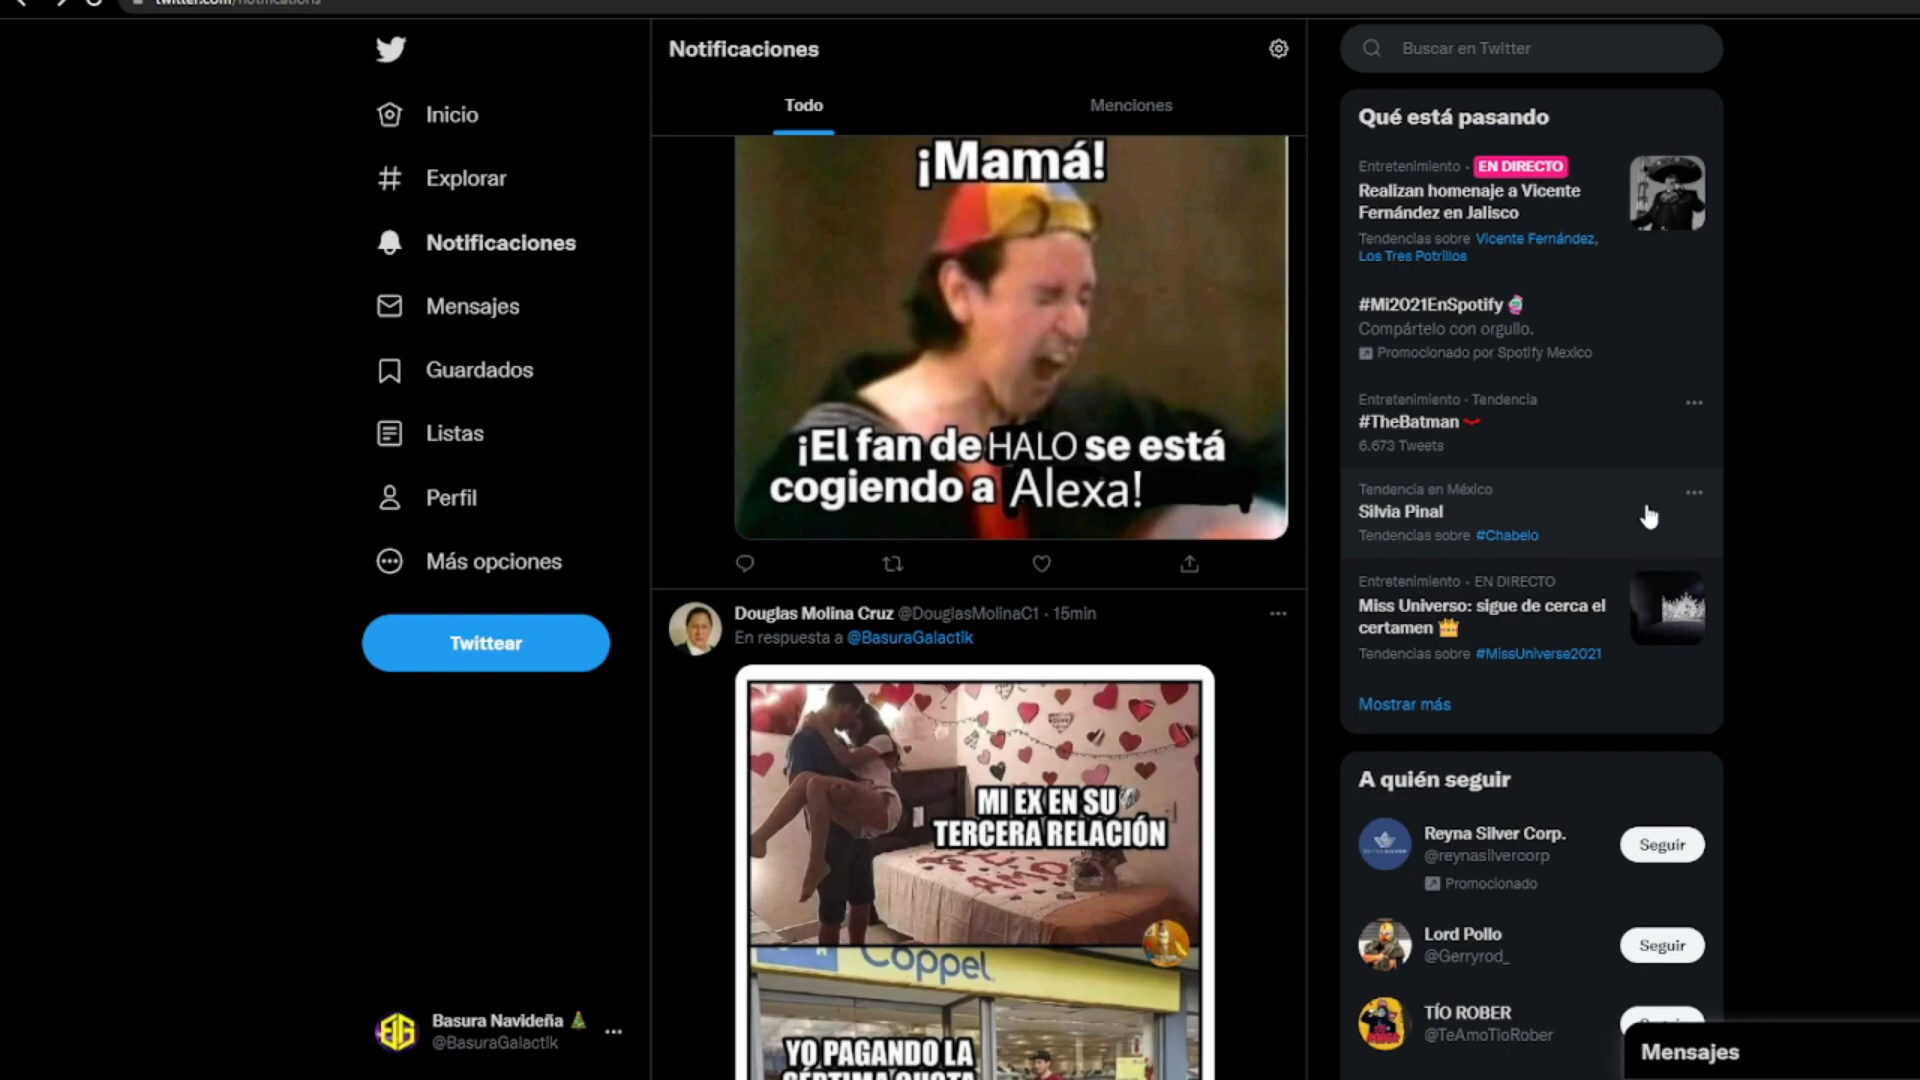 twitter.com/notifications
Inicio
Explorar
Notificaciones
Mensajes
Guardados
Listas
Perfil
Más opciones
Twittear
Basura Navideña
@BasuraGalactik
Notificaciones
Todo
Menciones
¡Mamá!
¡El fan de HALO se está
cogiendo a Alexa!
Douglas Molina Cruz @DouglasMolinaC1 · 15min
En respuesta a @BasuraGalactik
MI EX EN SU
TERCERA RELACIÓN
AMO
Coppel
YO PAGANDO LA
SÉPTIMA CUOTA
Buscar en Twitter
Qué está pasando
Entretenimiento · EN DIRECTO
Realizan homenaje a Vicente
Fernández en Jalisco
Tendencias sobre Vicente Fernández,
Los Tres Potrillos
#Mi2021EnSpotify
Compártelo con orgullo.
Promocionado por Spotify Mexico
Entretenimiento · Tendencia
#TheBatman
6.673 Tweets
Tendencia en México
Silvia Pinal
Tendencias sobre #Chabelo
Entretenimiento · EN DIRECTO
Miss Universo: sigue de cerca el
certamen
Tendencias sobre #MissUniverse2021
Mostrar más
A quién seguir
Reyna Silver Corp.
@reynasilvercorp
Promocionado
Seguir
Lord Pollo
@Gerryrod_
Seguir
TÍO ROBER
@TeAmoTioRober
Mensajes